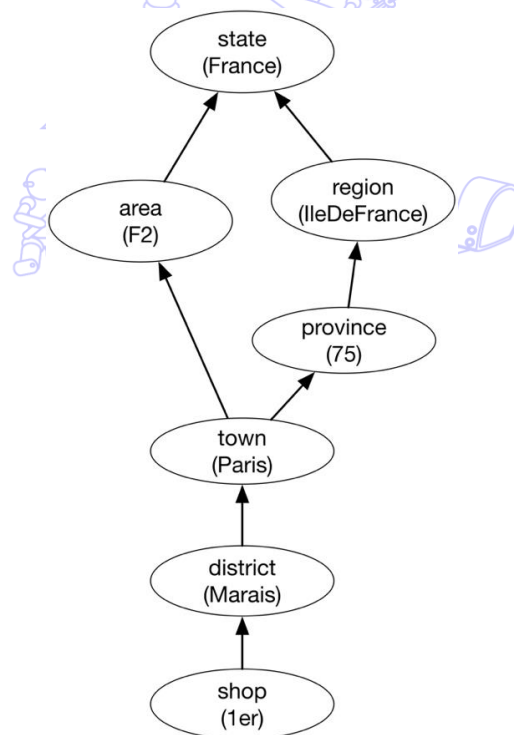 state
(France)
area
(F2)
region
(IleDeFrance)
province
(75)
town
(Paris)
district
(Marais)
shop
(1er)